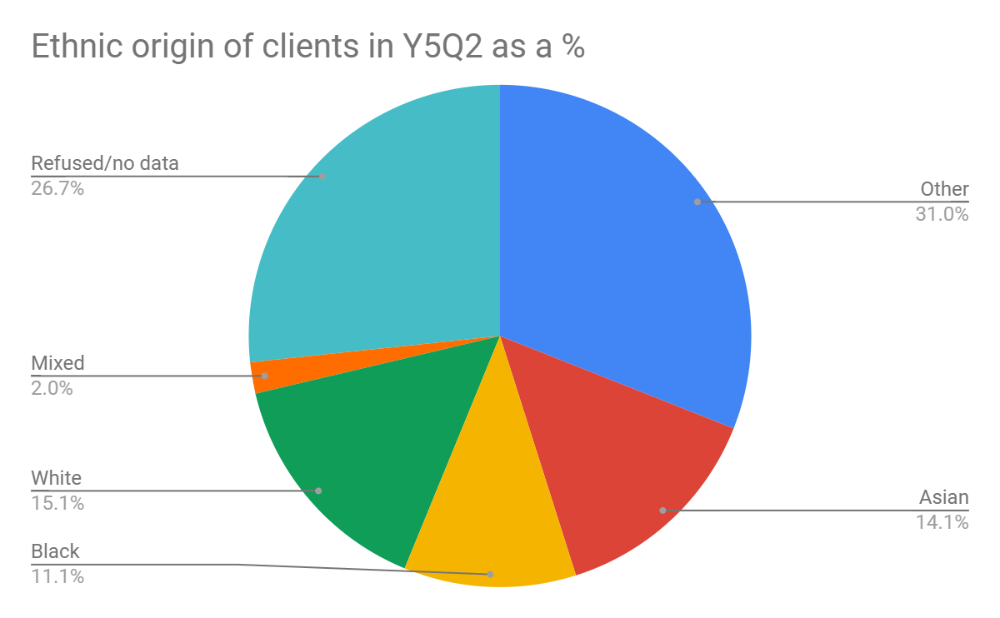 Ethnic origin of clients in Y5Q2 as a %
Refused/no data
26.7%
Other
31.0%
Mixed
2.0%
White
15.1%
Asian
14.1%
Black
11.1%